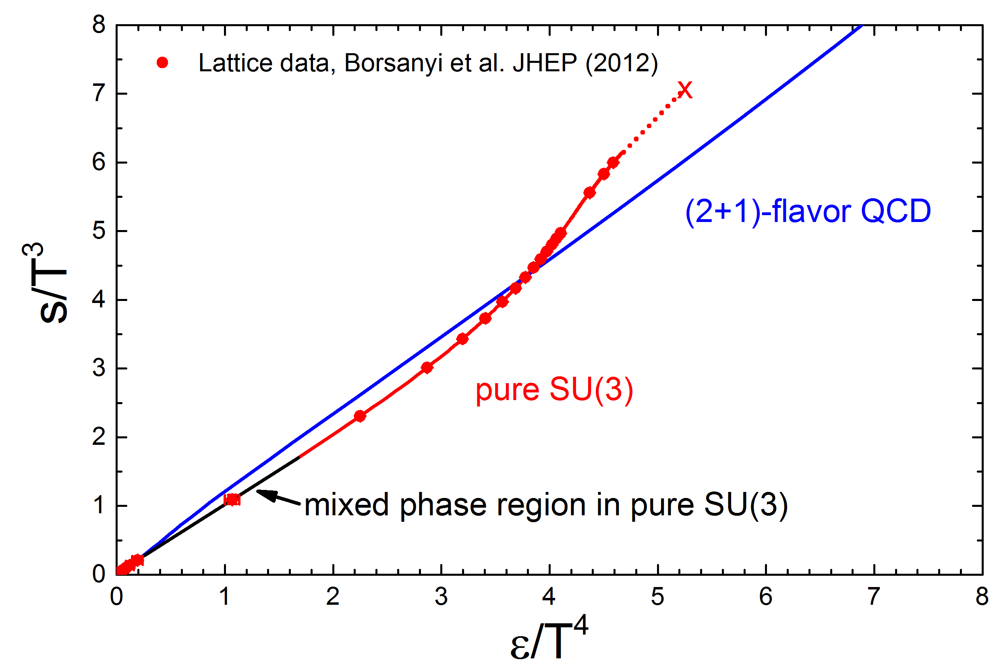 8
Lattice data, Borsanyi et al. JHEP (2012)
7
x
6
(2+1)-flavor QCD
5
s/T³
4
3
pure SU(3)
2
1
mixed phase region in pure SU(3)
0
0 1 2 3 4 5 6 7 8
ε/T⁴